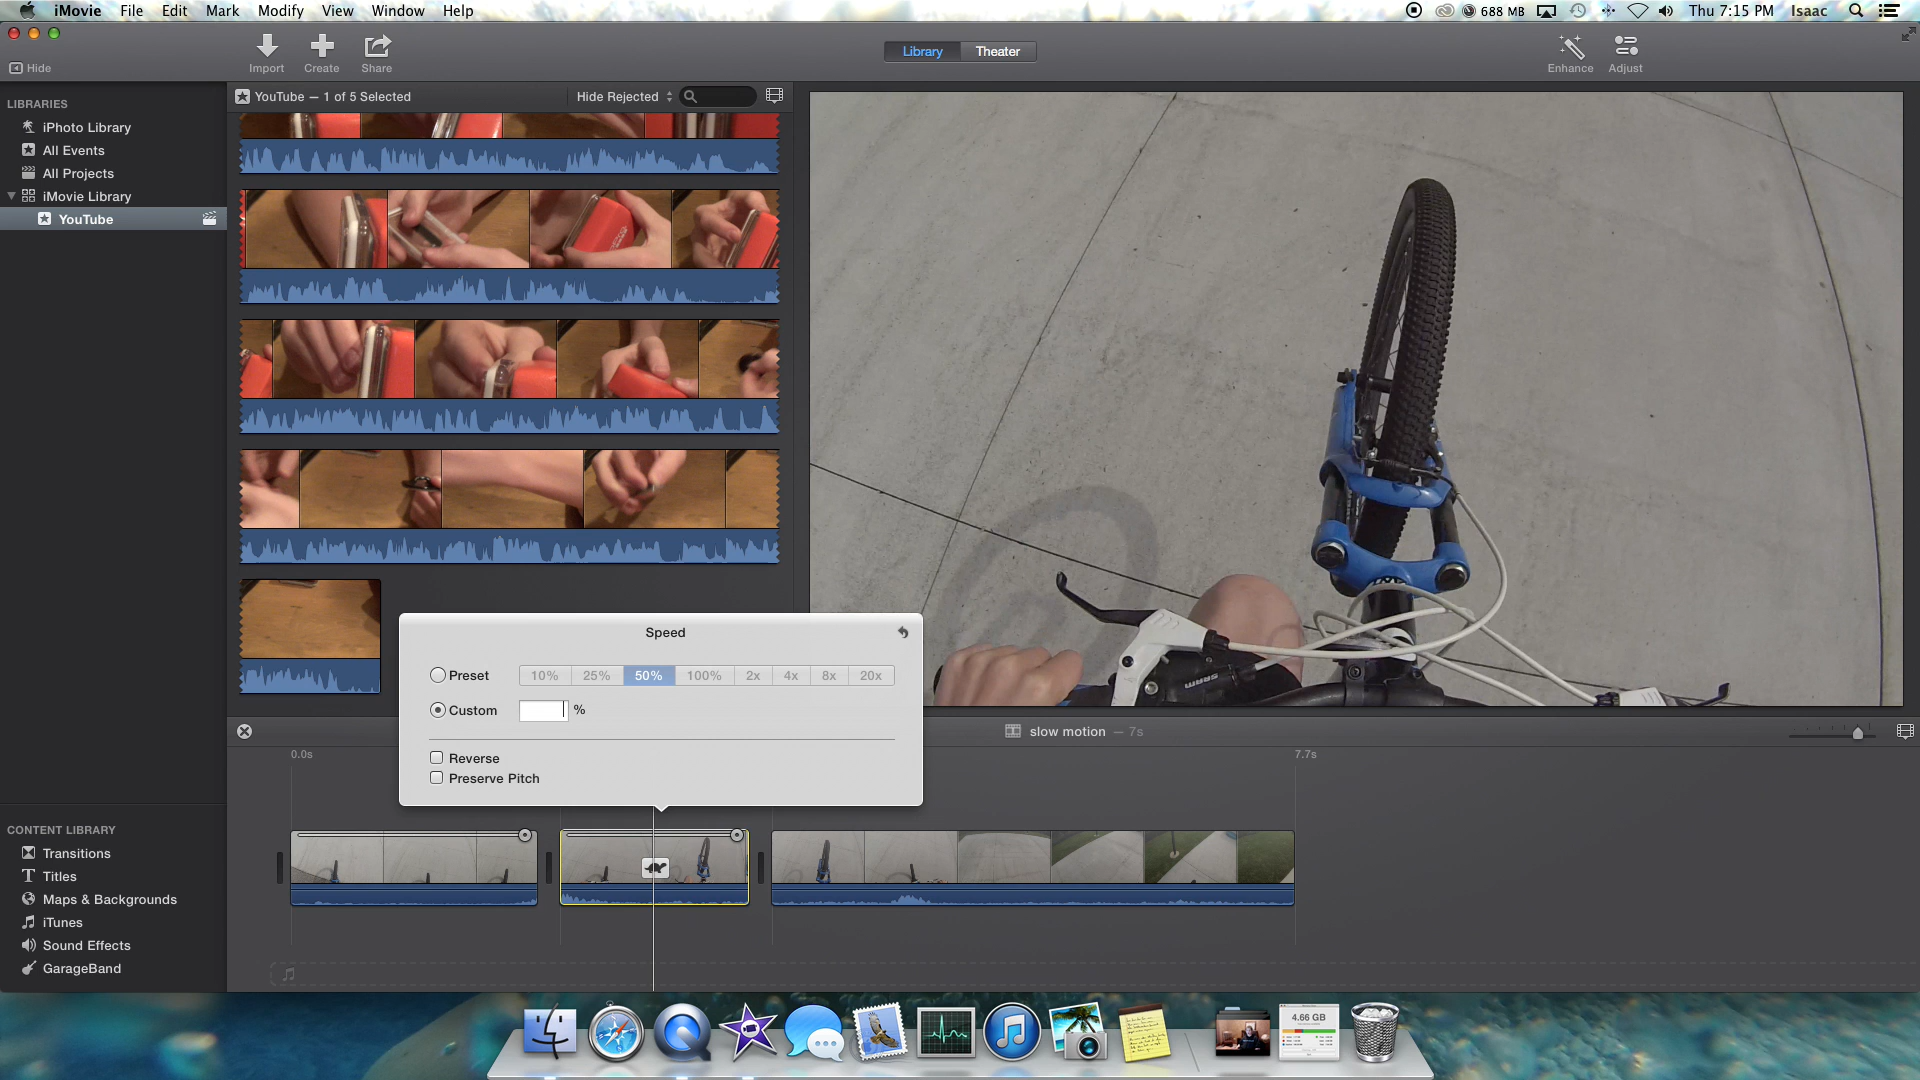 iMovie File Edit Mark Modify View Window Help 688 MB Thu 7:15 PM Isaac
Hide
Import Create Share
Library Theater
Enhance Adjust
LIBRARIES
iPhoto Library
All Events
All Projects
iMovie Library
YouTube
YouTube — 1 of 5 Selected Hide Rejected
Speed
Preset 10% 25% 50% 100% 2x 4x 8x 20x
Custom %
Reverse
Preserve Pitch
slow motion — 7s
0.0s 7.7s
CONTENT LIBRARY
Transitions
Titles
Maps & Backgrounds
iTunes
Sound Effects
GarageBand
SRAM
4.66 GB